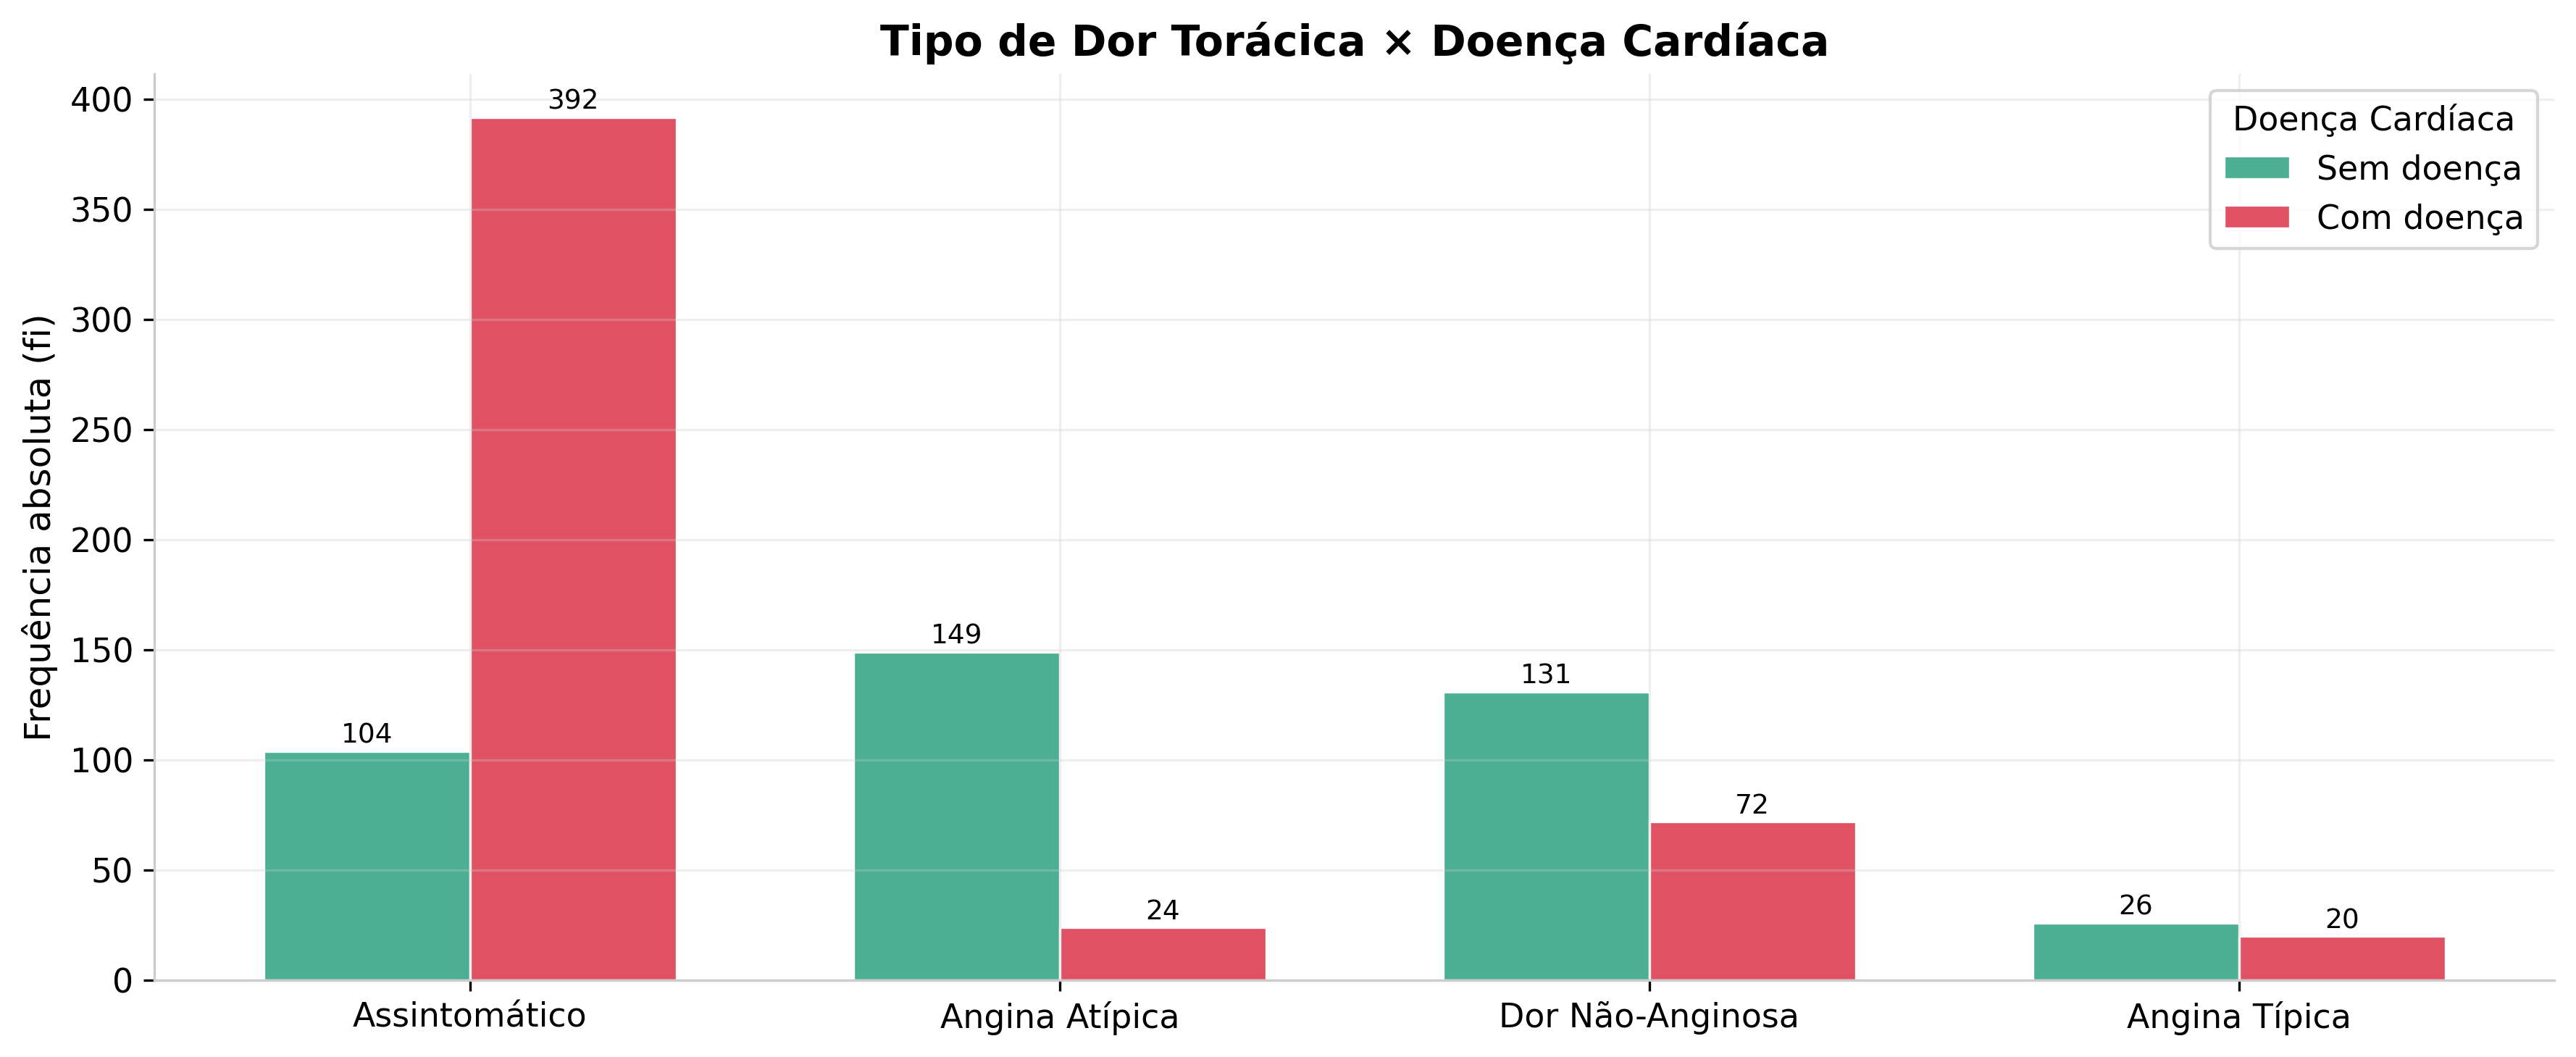 Tipo de Dor Torácica × Doença Cardíaca
Frequência absoluta (fi)
400
350
300
250
200
150
100
50
0
392
104
149
24
131
72
26
20
Assintomático
Angina Atípica
Dor Não-Anginosa
Angina Típica
Doença Cardíaca
Sem doença
Com doença